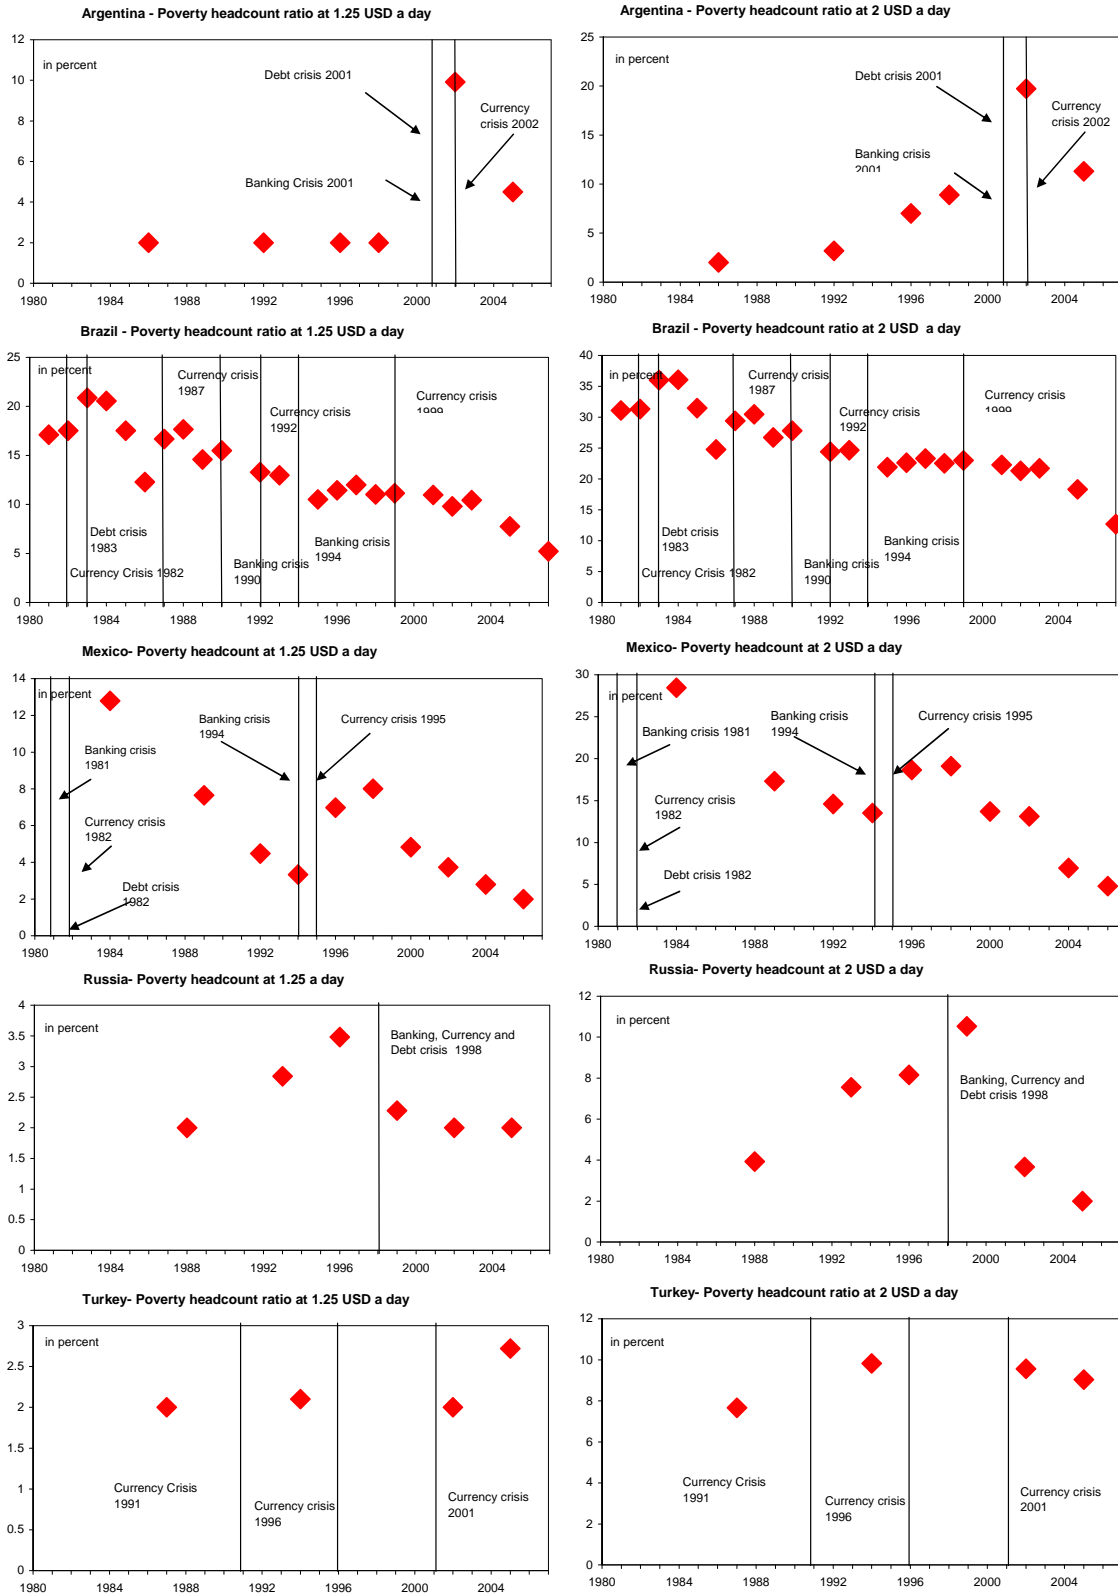 Argentina - Poverty headcount ratio at 1.25 USD a day
12
10
8
6
4
2
0
in percent
Debt crisis 2001
Currency
crisis 2002
Banking Crisis 2001
1980 1984 1988 1992 1996 2000 2004
Argentina - Poverty headcount ratio at 2 USD a day
25
20
15
10
5
0
in percent
Debt crisis 2001
Currency
crisis 2002
Banking crisis
2001
1980 1984 1988 1992 1996 2000 2004
Brazil - Poverty headcount ratio at 1.25 USD a day
25
20
15
10
5
0
in percent
Currency crisis
1987
Currency crisis
1992
Currency crisis
1999
Debt crisis
1983
Currency Crisis 1982
Banking crisis
1990
Banking crisis
1994
1980 1984 1988 1992 1996 2000 2004
Brazil - Poverty headcount ratio at 2 USD a day
40
35
30
25
20
15
10
5
0
in percent
Currency crisis
1987
Currency crisis
1992
Currency crisis
1999
Debt crisis
1983
Currency Crisis 1982
Banking crisis
1990
Banking crisis
1994
1980 1984 1988 1992 1996 2000 2004
Mexico- Poverty headcount at 1.25 USD a day
14
12
10
8
6
4
2
0
in percent
Banking crisis
1994
Currency crisis 1995
Banking crisis
1981
Currency crisis
1982
Debt crisis
1982
1980 1984 1988 1992 1996 2000 2004
Mexico- Poverty headcount at 2 USD a day
30
25
20
15
10
5
0
in percent
Banking crisis 1981
Banking crisis
1994
Currency crisis 1995
Currency crisis
1982
Debt crisis 1982
1980 1984 1988 1992 1996 2000 2004
Russia- Poverty headcount at 1.25 a day
4
3.5
3
2.5
2
1.5
1
0.5
0
in percent
Banking, Currency and
Debt crisis 1998
1980 1984 1988 1992 1996 2000 2004
Russia- Poverty headcount at 2 USD a day
12
10
8
6
4
2
0
in percent
Banking, Currency and
Debt crisis 1998
1980 1984 1988 1992 1996 2000 2004
Turkey- Poverty headcount ratio at 1.25 USD a day
3
2.5
2
1.5
1
0.5
0
in percent
Currency Crisis
1991
Currency crisis
1996
Currency crisis
2001
1980 1984 1988 1992 1996 2000 2004
Turkey- Poverty headcount ratio at 2 USD a day
12
10
8
6
4
2
0
in percent
Currency Crisis
1991
Currency crisis
1996
Currency crisis
2001
1980 1984 1988 1992 1996 2000 2004